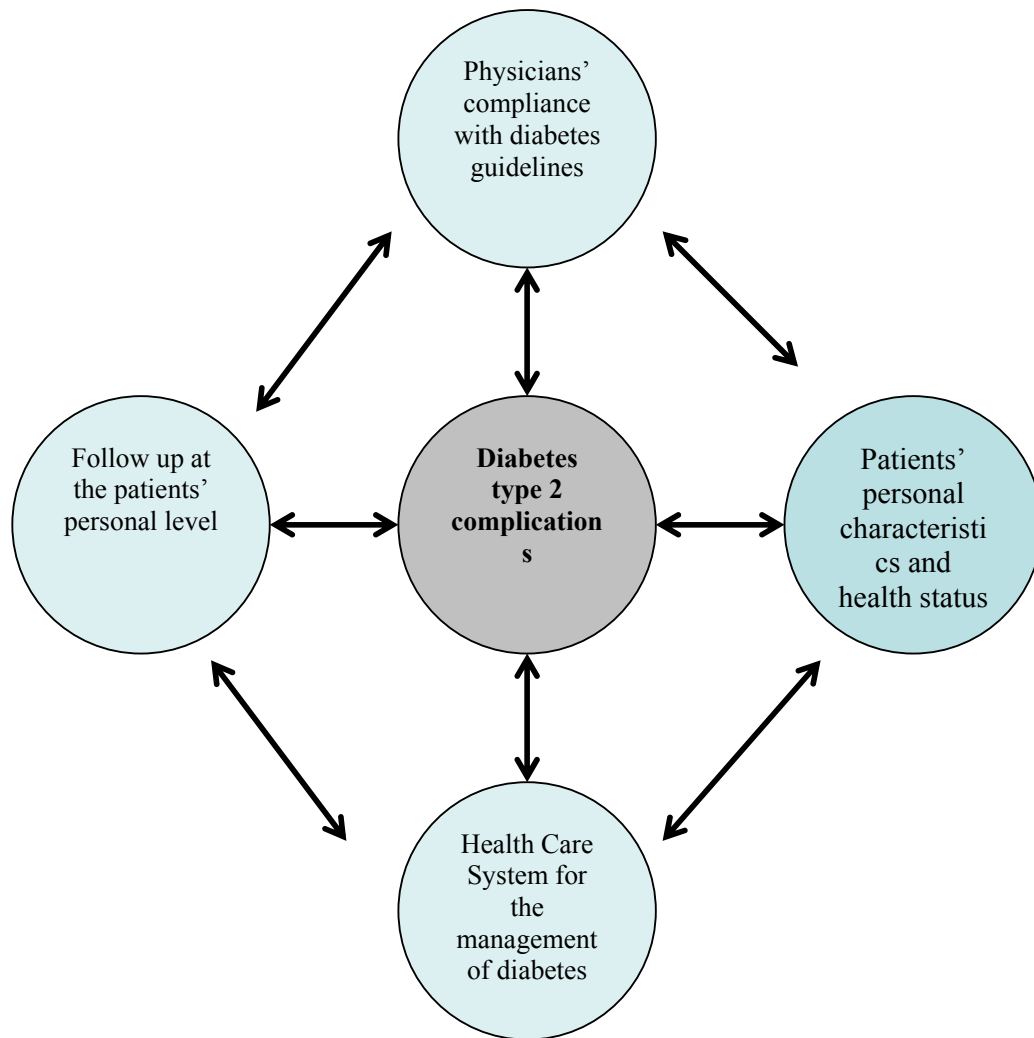 Physicians’
compliance
with diabetes
guidelines
Follow up at
the patients’
personal level
Diabetes
type 2
complication
s
Patients’
personal
characteristi
cs and
health status
Health Care
System for
the
management
of diabetes